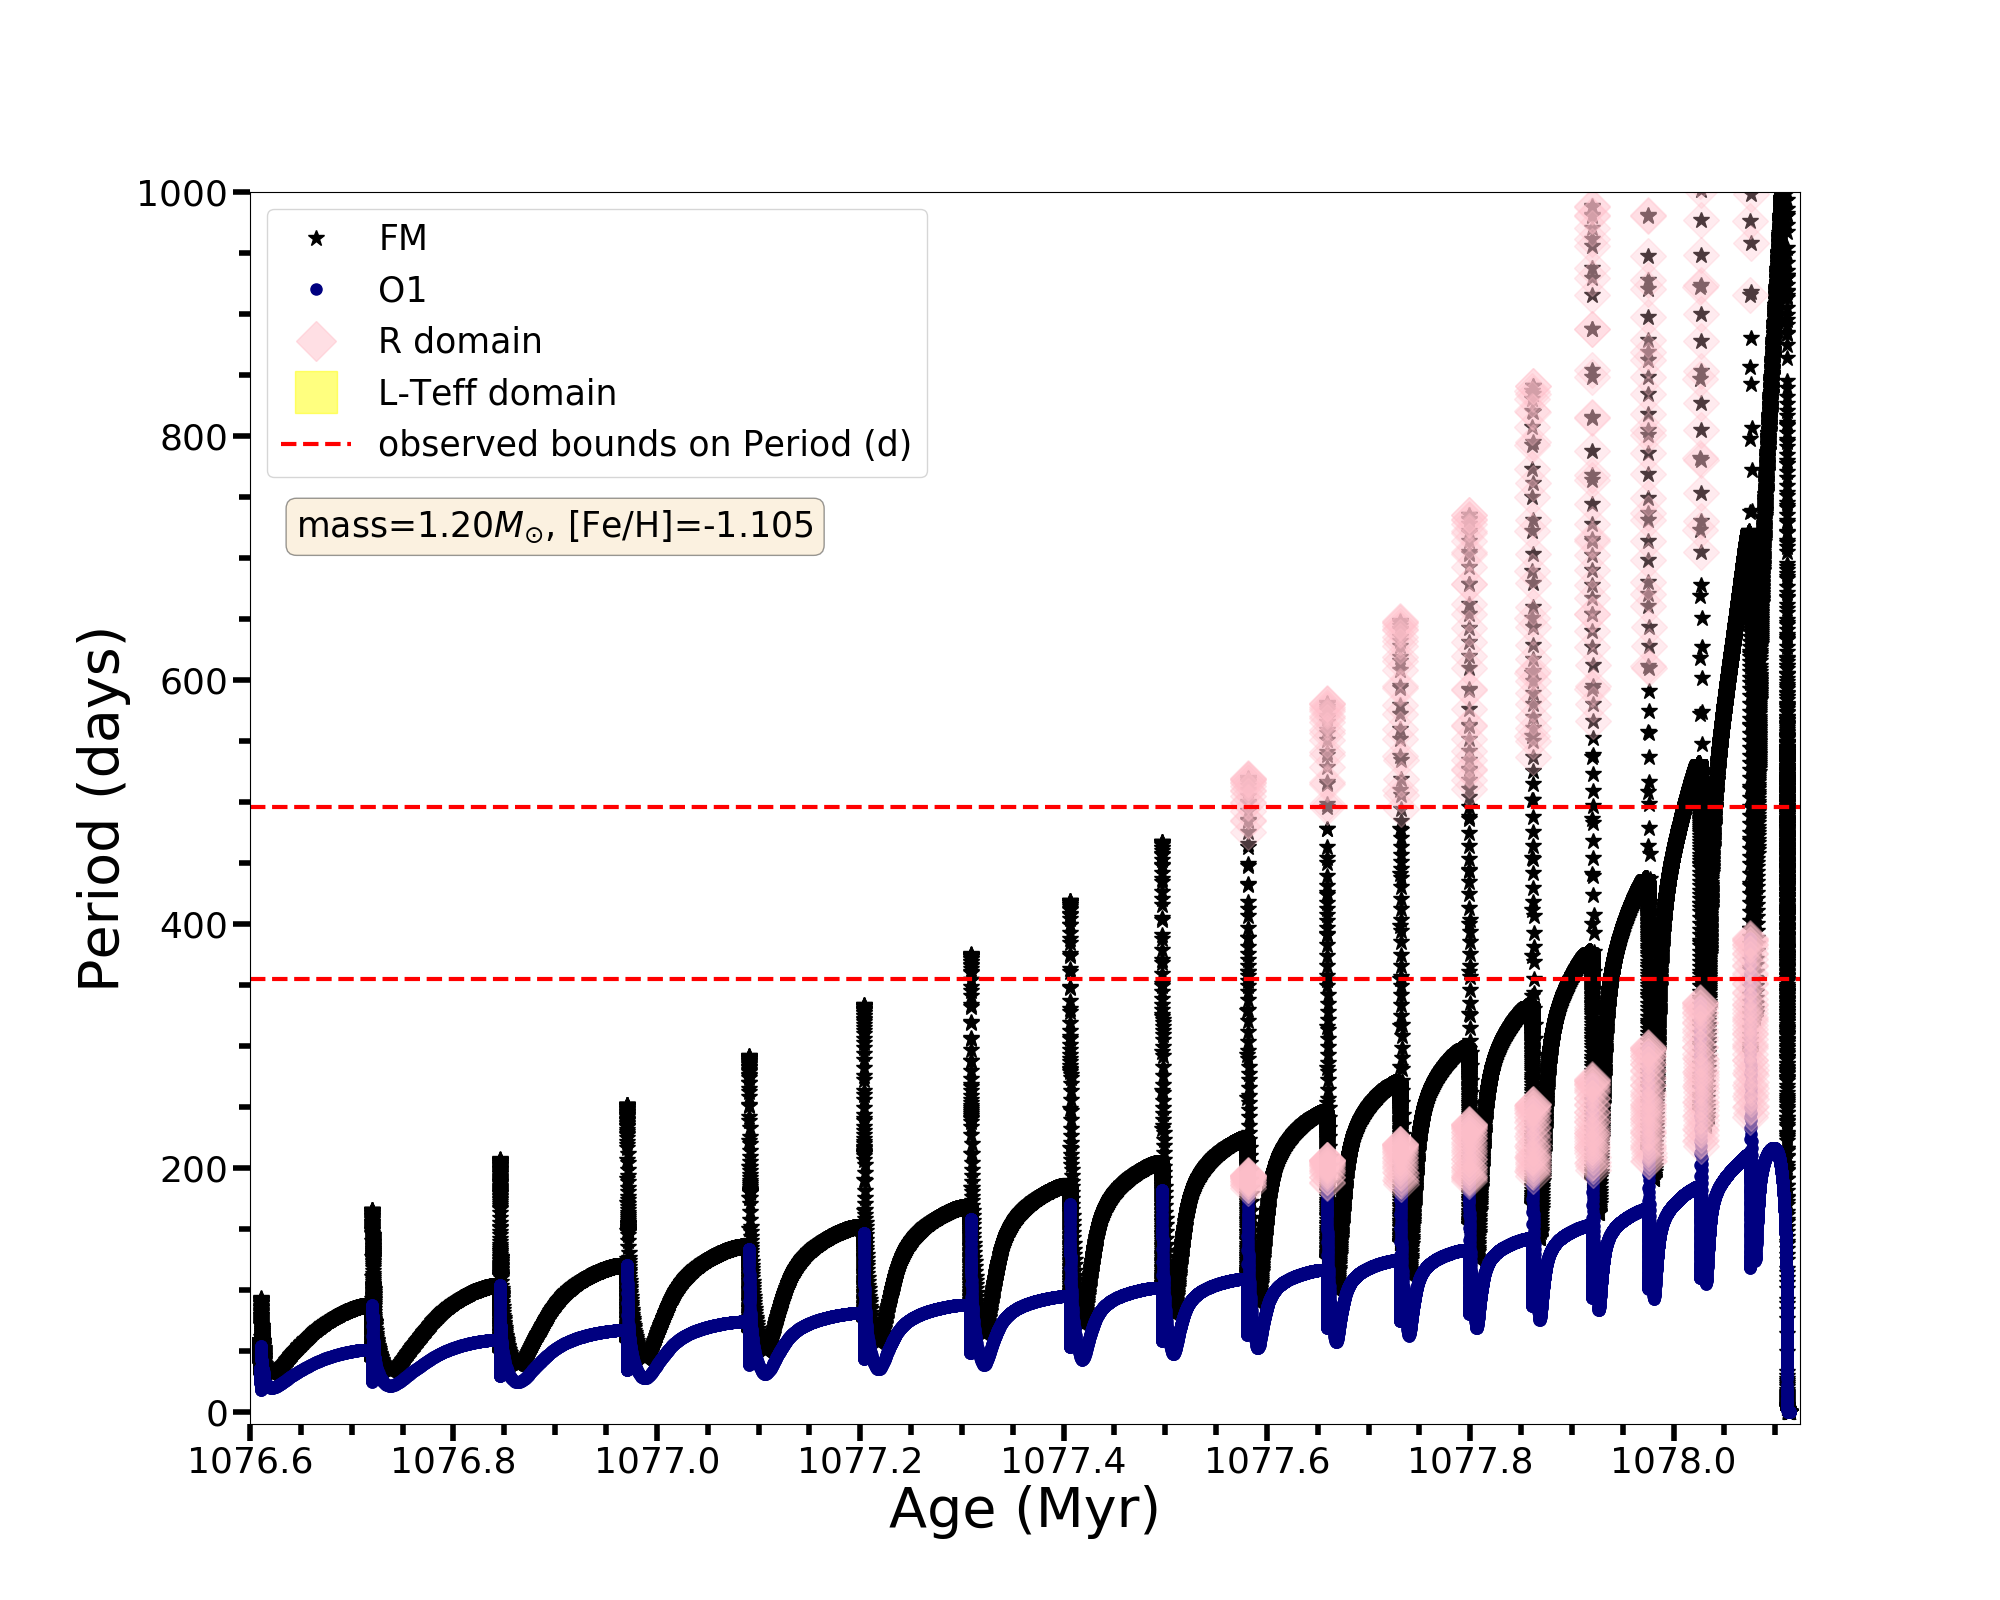 1000
800
600
400
200
0
Period (days)
FM
O1
R domain
L-Teff domain
observed bounds on Period (d)
mass=1.20M☉, [Fe/H]=-1.105
1076.6 1076.8 1077.0 1077.2 1077.4 1077.6 1077.8 1078.0
Age (Myr)